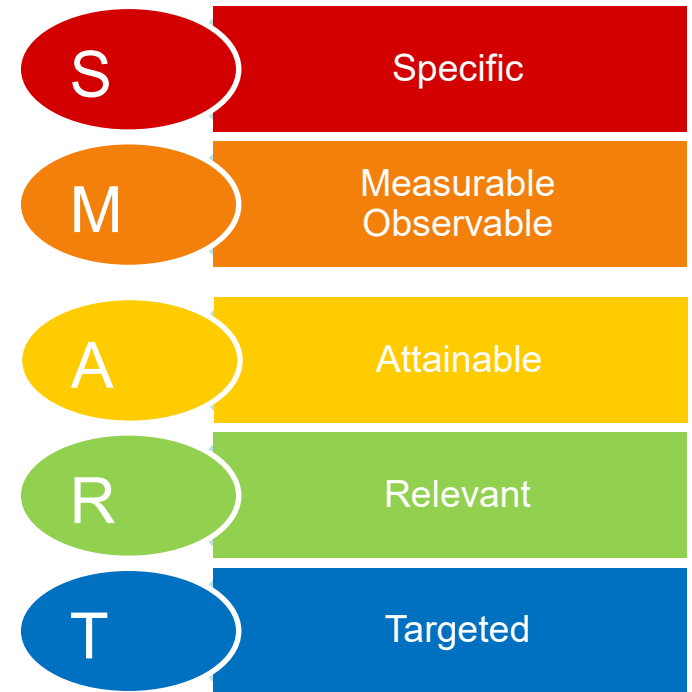 S
Specific
M
Measurable
Observable
A
Attainable
R
Relevant
T
Targeted